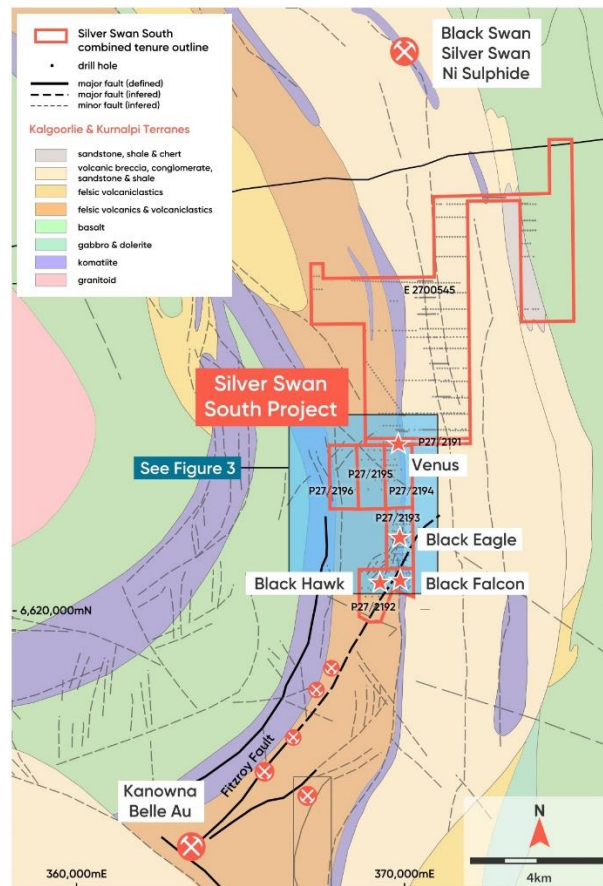 Silver Swan South
combined tenure outline
drill hole
major fault (defined)
major fault (infered)
minor fault (infered)
Kalgoorlie & Kurnalpi Terranes
sandstone, shale & chert
volcanic breccia, conglomerate,
sandstone & shale
felsic volcaniclastics
felsic volcanics & volcaniclastics
basalt
gabbro & dolerite
komatiite
granitoid
Black Swan
Silver Swan
Ni Sulphide
E 2700545
Silver Swan
South Project
See Figure 3
P27/2191
Venus
P27/2195
P27/2196
P27/2194
P27/2193
Black Eagle
Black Hawk
Black Falcon
P27/2192
6,620,000mN
Fitzroy Fault
Kanowna
Belle Au
N
4km
360,000mE
370,000mE